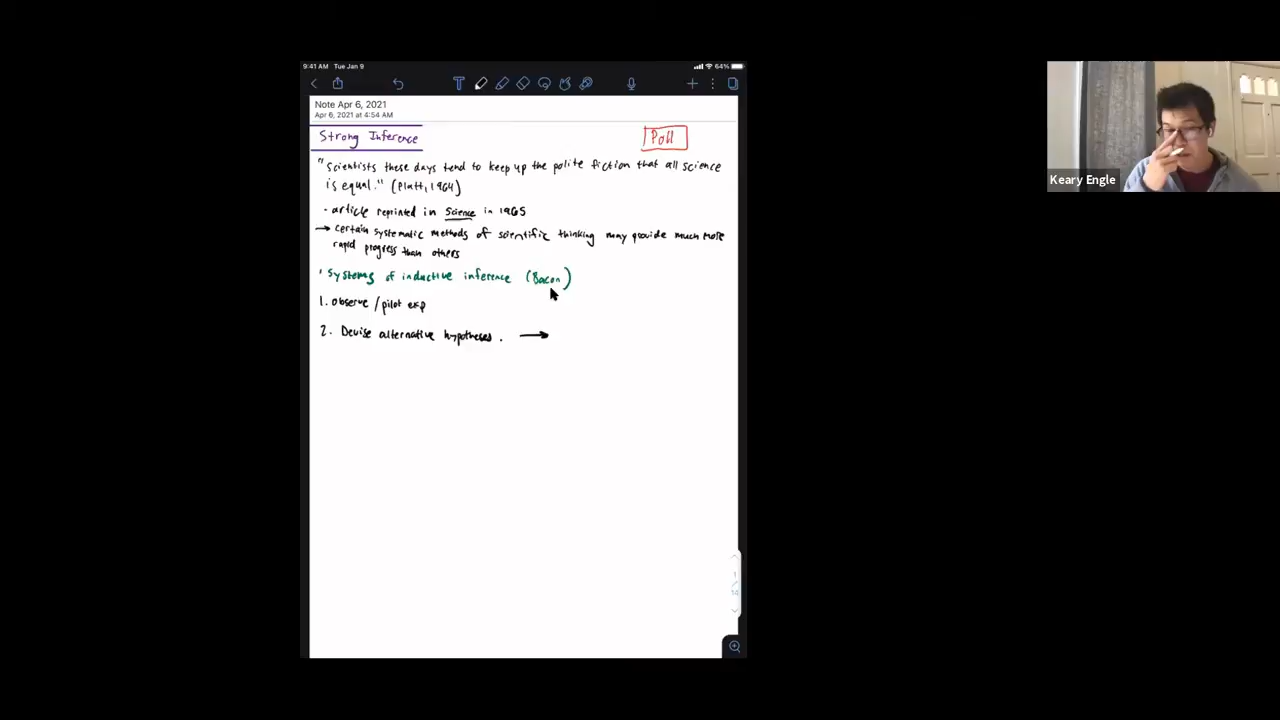 9:41 AM Tue Jan 9 64%
Note Apr 6, 2021
Apr 6, 2021 at 4:54 AM
Strong Inference Poll
"Scientists these days tend to keep up the polite fiction that all science
is equal." (Platt, 1964)
- article reprinted in Science in 1965
→ certain systematic methods of scientific thinking may provide much more
rapid progress than others
' Systems of inductive inference (Bacon)
1. observe / pilot exp
2. Devise alternative hypotheses. →
1
/
14
Keary Engle